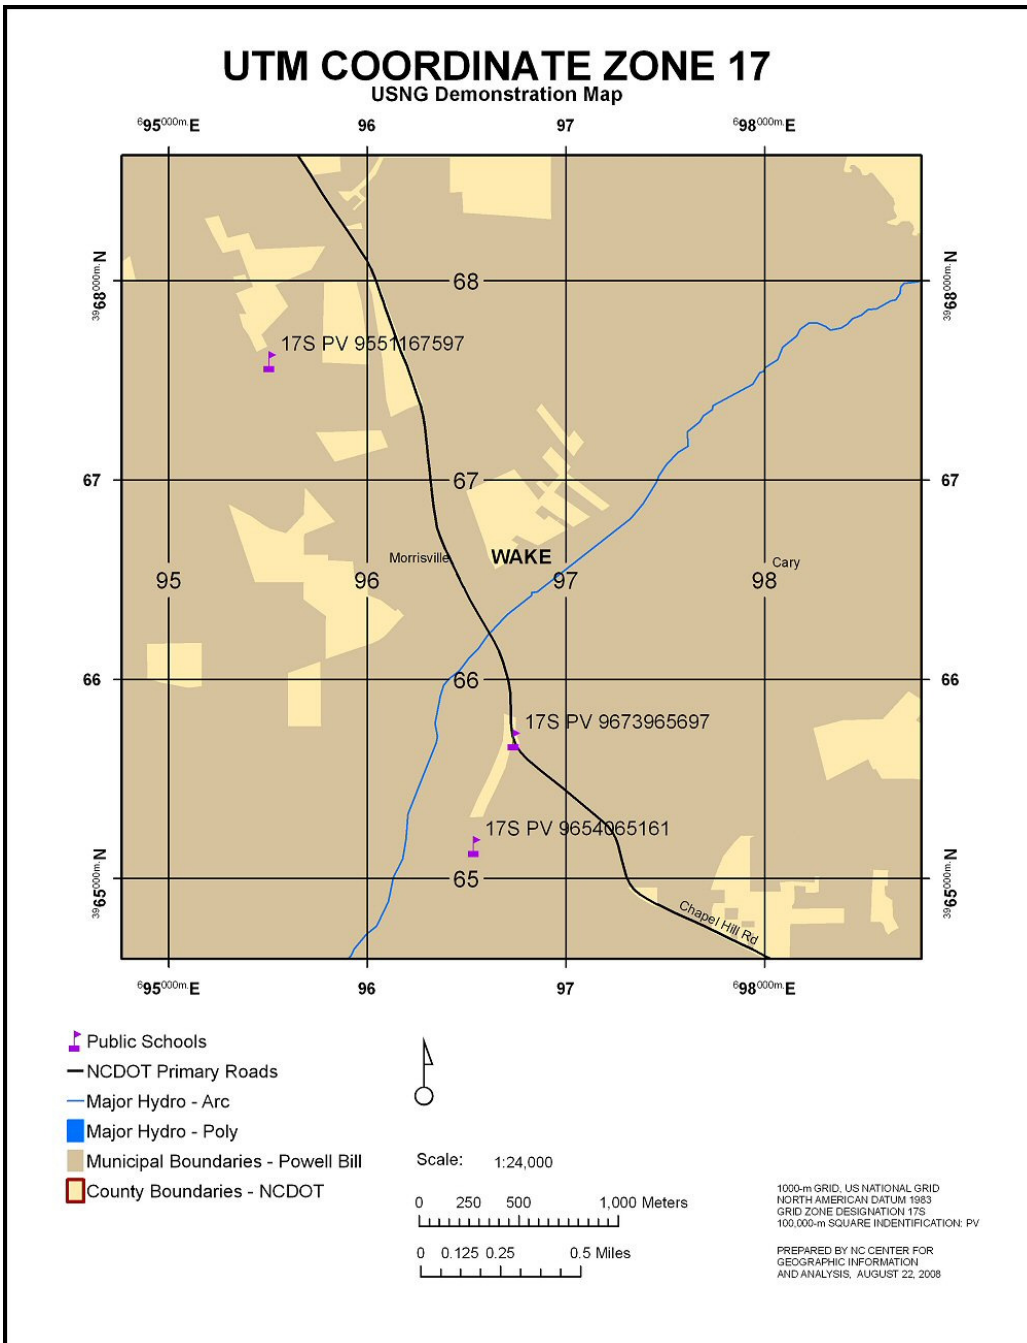 UTM COORDINATE ZONE 17
USNG Demonstration Map
695000m.E 96 97 698000m.E
3968000m.N 68 3968000m.N
17S PV 9551167597
67 67 67
Morrisville WAKE Cary
95 96 97 98
66 66 66
17S PV 9673965697
17S PV 9654065161
3965000m.N 65 3965000m.N
Chapel Hill Rd
695000m.E 96 97 698000m.E
Public Schools
NCDOT Primary Roads
Major Hydro - Arc
Major Hydro - Poly
Municipal Boundaries - Powell Bill
County Boundaries - NCDOT
Scale: 1:24,000
0 250 500 1,000 Meters
0 0.125 0.25 0.5 Miles
1000-m GRID, US NATIONAL GRID
NORTH AMERICAN DATUM 1983
GRID ZONE DESIGNATION 17S
100,000-m SQUARE INDENTIFICATION: PV
PREPARED BY NC CENTER FOR
GEOGRAPHIC INFORMATION
AND ANALYSIS, AUGUST 22, 2008